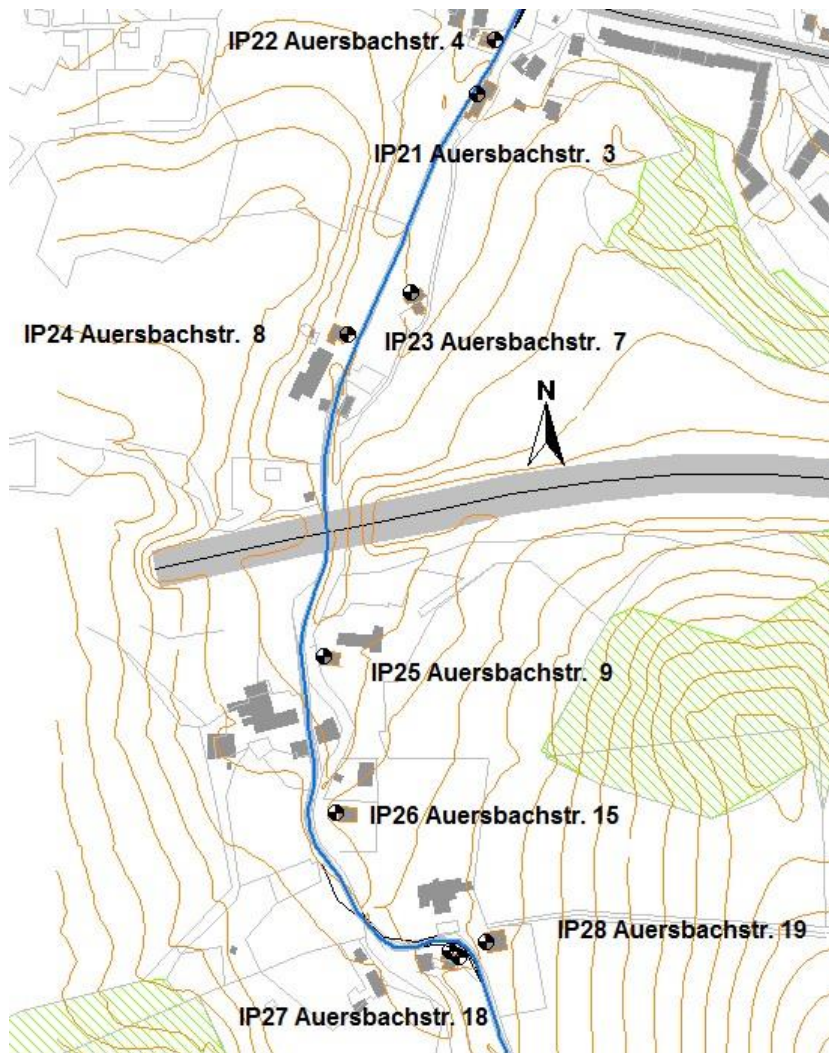 IP22 Auersbachstr. 4
IP21 Auersbachstr. 3
IP24 Auersbachstr. 8
IP23 Auersbachstr. 7
N
IP25 Auersbachstr. 9
IP26 Auersbachstr. 15
IP28 Auersbachstr. 19
IP27 Auersbachstr. 18